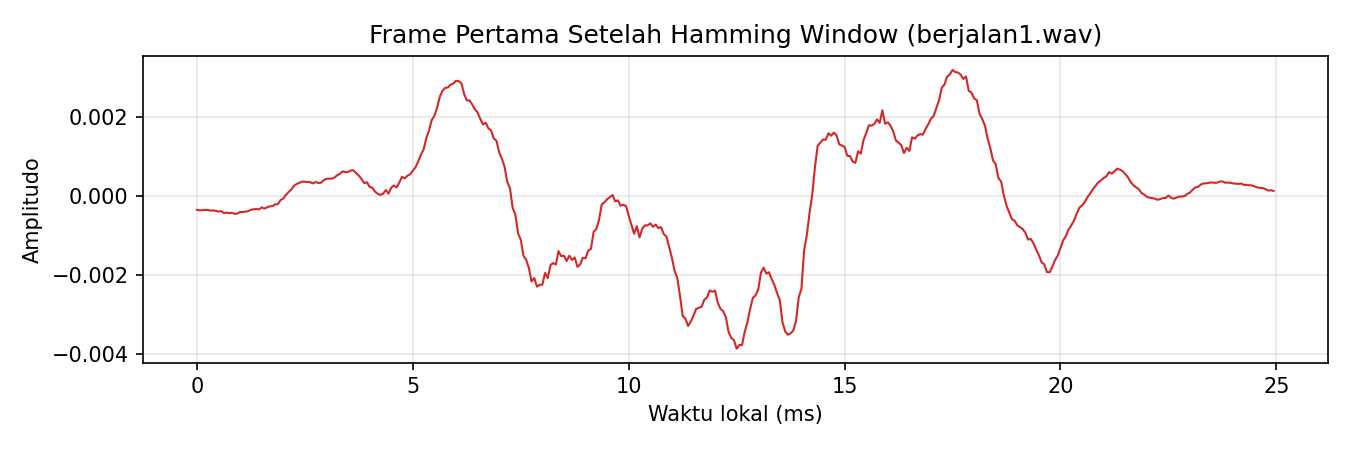 Frame Pertama Setelah Hamming Window (berjalan1.wav)
Amplitudo
0.002
0.000
−0.002
−0.004
0 5 10 15 20 25
Waktu lokal (ms)